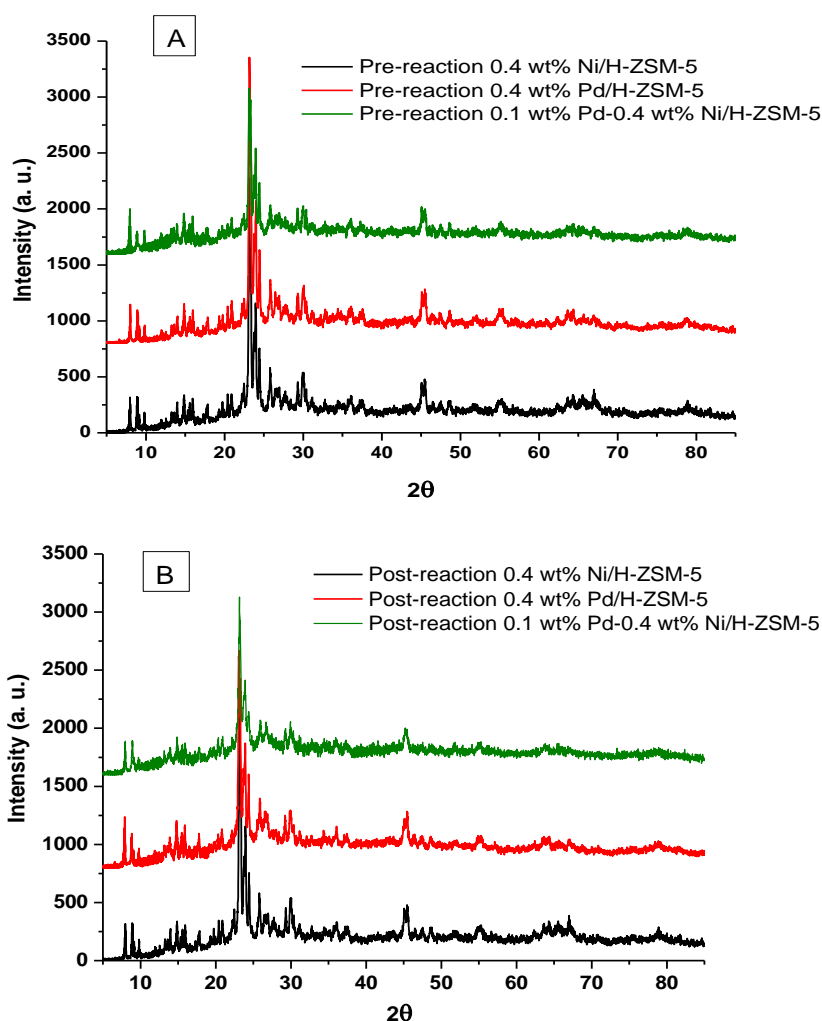 A
Pre-reaction 0.4 wt% Ni/H-ZSM-5
Pre-reaction 0.4 wt% Pd/H-ZSM-5
Pre-reaction 0.1 wt% Pd-0.4 wt% Ni/H-ZSM-5
Intensity (a. u.)
3500
3000
2500
2000
1500
1000
500
0
10 20 30 40 50 60 70 80
2θ
B
Post-reaction 0.4 wt% Ni/H-ZSM-5
Post-reaction 0.4 wt% Pd/H-ZSM-5
Post-reaction 0.1 wt% Pd-0.4 wt% Ni/H-ZSM-5
Intensity (a. u.)
3500
3000
2500
2000
1500
1000
500
0
10 20 30 40 50 60 70 80
2θ